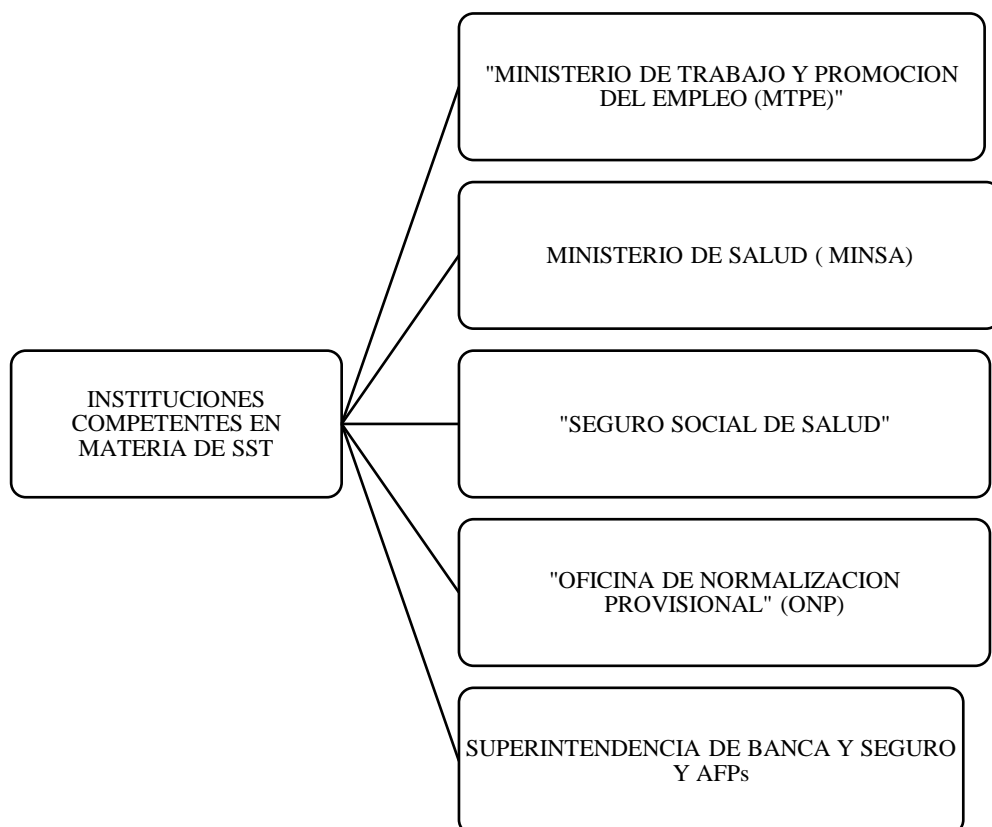 "MINISTERIO DE TRABAJO Y PROMOCION
DEL EMPLEO (MTPE)"
MINISTERIO DE SALUD ( MINSA)
INSTITUCIONES
COMPETENTES EN
MATERIA DE SST
"SEGURO SOCIAL DE SALUD"
"OFICINA DE NORMALIZACION
PROVISIONAL" (ONP)
SUPERINTENDENCIA DE BANCA Y SEGURO
Y AFPs